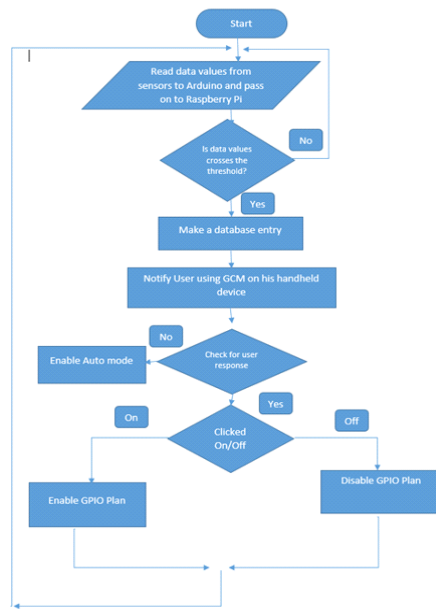 Start
Read data values from
sensors to Arduino and pass
on to Raspberry Pi
No
Is data values
crosses the
threshold?
Yes
Make a database entry
Notify User using GCM on his handheld
device
No
Enable Auto mode
Check for user
response
Yes
On
Clicked
On/Off
Off
Enable GPIO Plan
Disable GPIO Plan